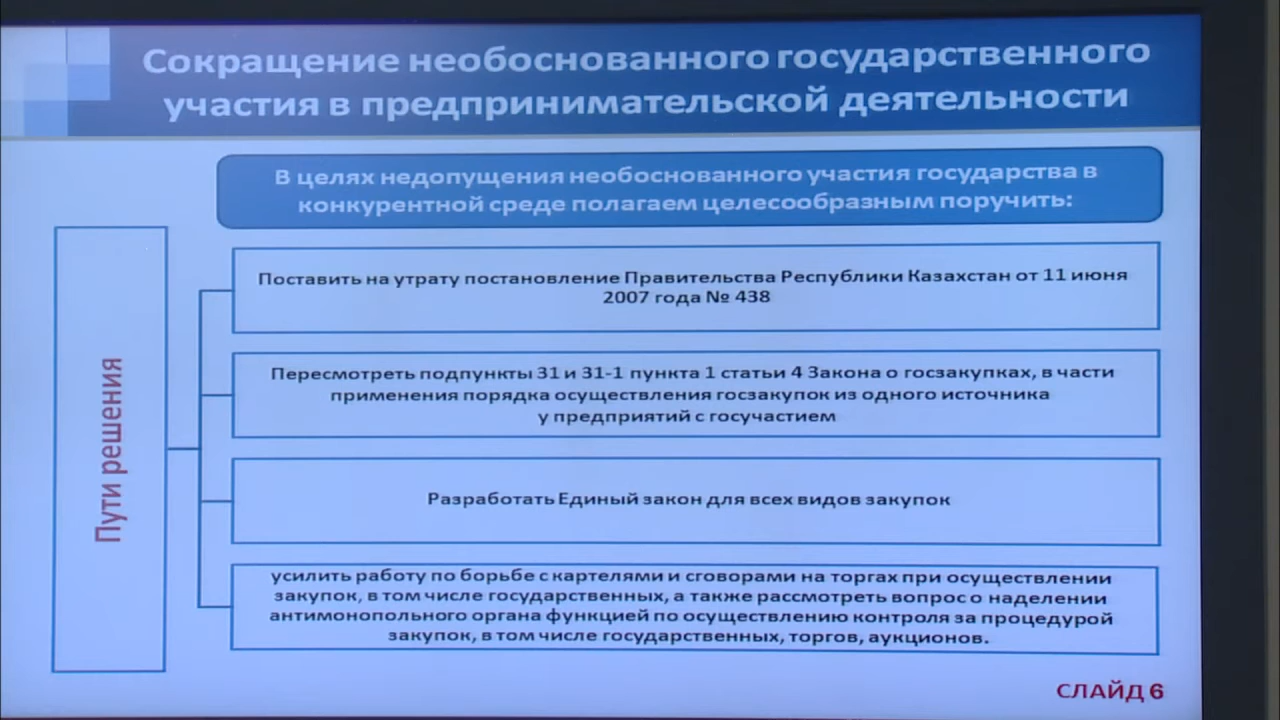 Сокращение необоснованного государственного
участия в предпринимательской деятельности
В целях недопущения необоснованного участия государства в
конкурентной среде полагаем целесообразным поручить:
Пути решения
Поставить на утрату постановление Правительства Республики Казахстан от 11 июня
2007 года № 438
Пересмотреть подпункты 31 и 31-1 пункта 1 статьи 4 Закона о госзакупках, в части
применения порядка осуществления госзакупок из одного источника
у предприятий с госучастием
Разработать Единый закон для всех видов закупок
усилить работу по борьбе с картелями и сговорами на торгах при осуществлении
закупок, в том числе государственных, а также рассмотреть вопрос о наделении
антимонопольного органа функцией по осуществлению контроля за процедурой
закупок, в том числе государственных, торгов, аукционов.
СЛАЙД 6